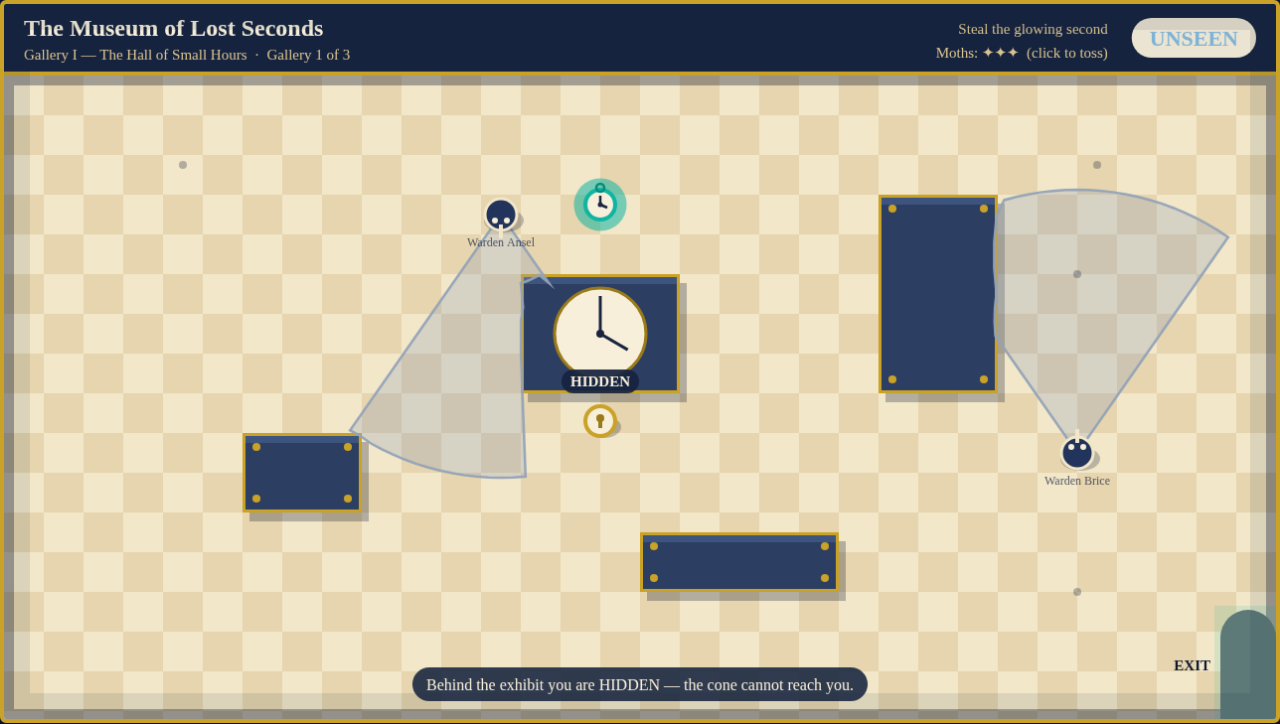 The Museum of Lost Seconds
Gallery I — The Hall of Small Hours · Gallery 1 of 3
Steal the glowing second
Moths: ✦✦✦ (click to toss)
UNSEEN
Warden Ansel
HIDDEN
Warden Brice
EXIT
Behind the exhibit you are HIDDEN — the cone cannot reach you.